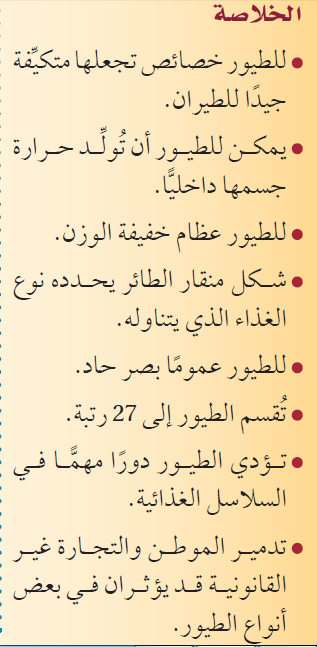 الخلاصة
• للطيور خصائص تجعلها متكيِّفة
جيدًا للطيران.
• يمكن للطيور أن تُولِّد حرارة
جسمها داخليًّا.
• للطيور عظام خفيفة الوزن.
• شكل منقار الطائر يحدده نوع
الغذاء الذي يتناوله.
• للطيور عمومًا بصر حاد.
• تُقسم الطيور إلى 27 رتبة.
• تؤدي الطيور دورًا مهمًّا في
السلاسل الغذائية.
• تدمير الموطن والتجارة غير
القانونية قد يؤثران في بعض
أنواع الطيور.